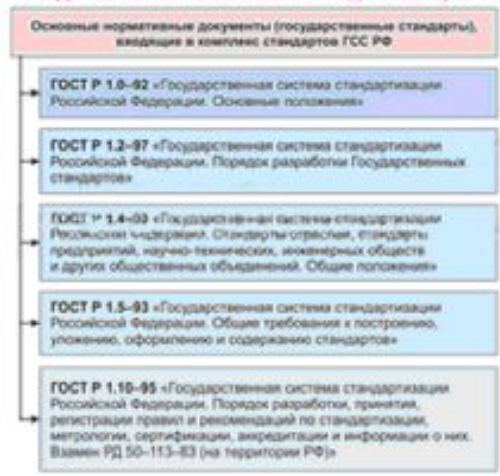 Основные нормативные документы (государственные стандарты),
входящие в комплекс стандартов ГСС РФ
ГОСТ Р 1.0–92 «Государственная система стандартизации
Российской Федерации. Основные положения»
ГОСТ Р 1.2–97 «Государственная система стандартизации
Российской Федерации. Порядок разработки Государственных
стандартов»
ГОСТ Р 1.4–93 «Государственная система стандартизации
Российской Федерации. Стандарты отраслей, стандарты
предприятий, научно-технических, инженерных обществ
и других общественных объединений. Общие положения»
ГОСТ Р 1.5–93 «Государственная система стандартизации
Российской Федерации. Общие требования к построению,
уложению, оформлению и содержанию стандартов»
ГОСТ Р 1.10–95 «Государственная система стандартизации
Российской Федерации. Порядок разработки, принятия,
регистрации правил и рекомендаций по стандартизации,
метрологии, сертификации, аккредитации и информации о них.
Взамен РД 50–113–83 (на территории РФ)»